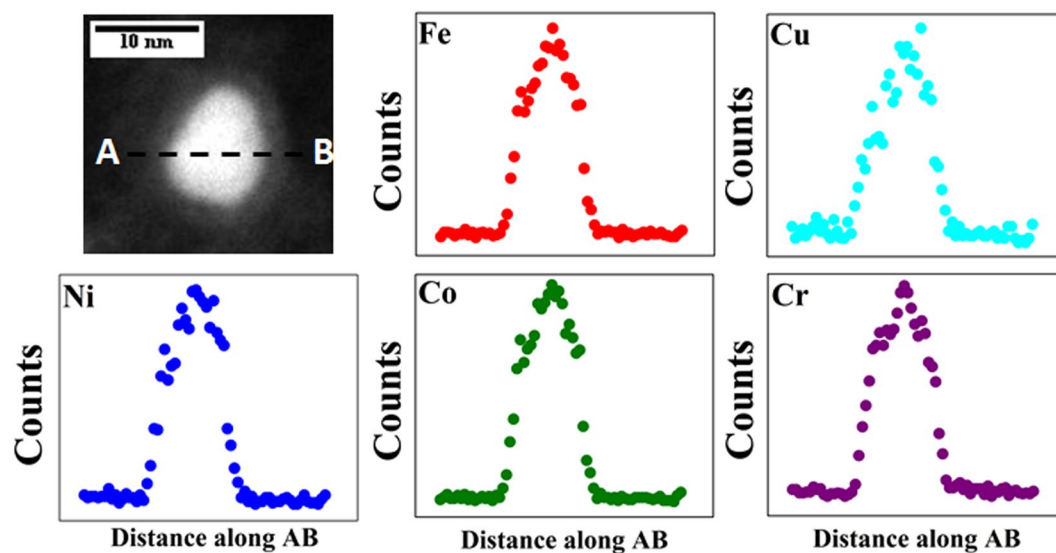 10 nm
A B
Fe
Counts
Cu
Counts
Ni
Counts
Distance along AB
Co
Counts
Distance along AB
Cr
Counts
Distance along AB